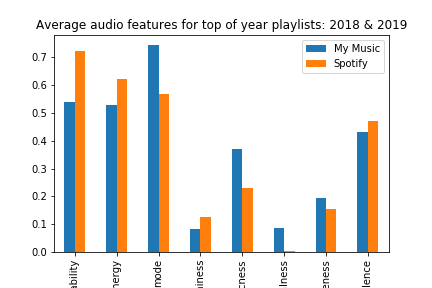 Average audio features for top of year playlists: 2018 & 2019
My Music
Spotify
0.7
0.6
0.5
0.4
0.3
0.2
0.1
0.0
ability
nergy
mode
iness
cness
lness
eness
lence